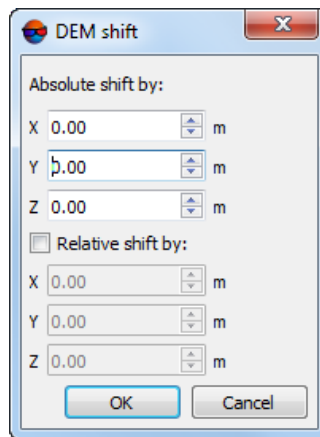 DEM shift
Absolute shift by:
X 0.00 m
Y 0.00 m
Z 0.00 m
Relative shift by:
X 0.00 m
Y 0.00 m
Z 0.00 m
OK Cancel